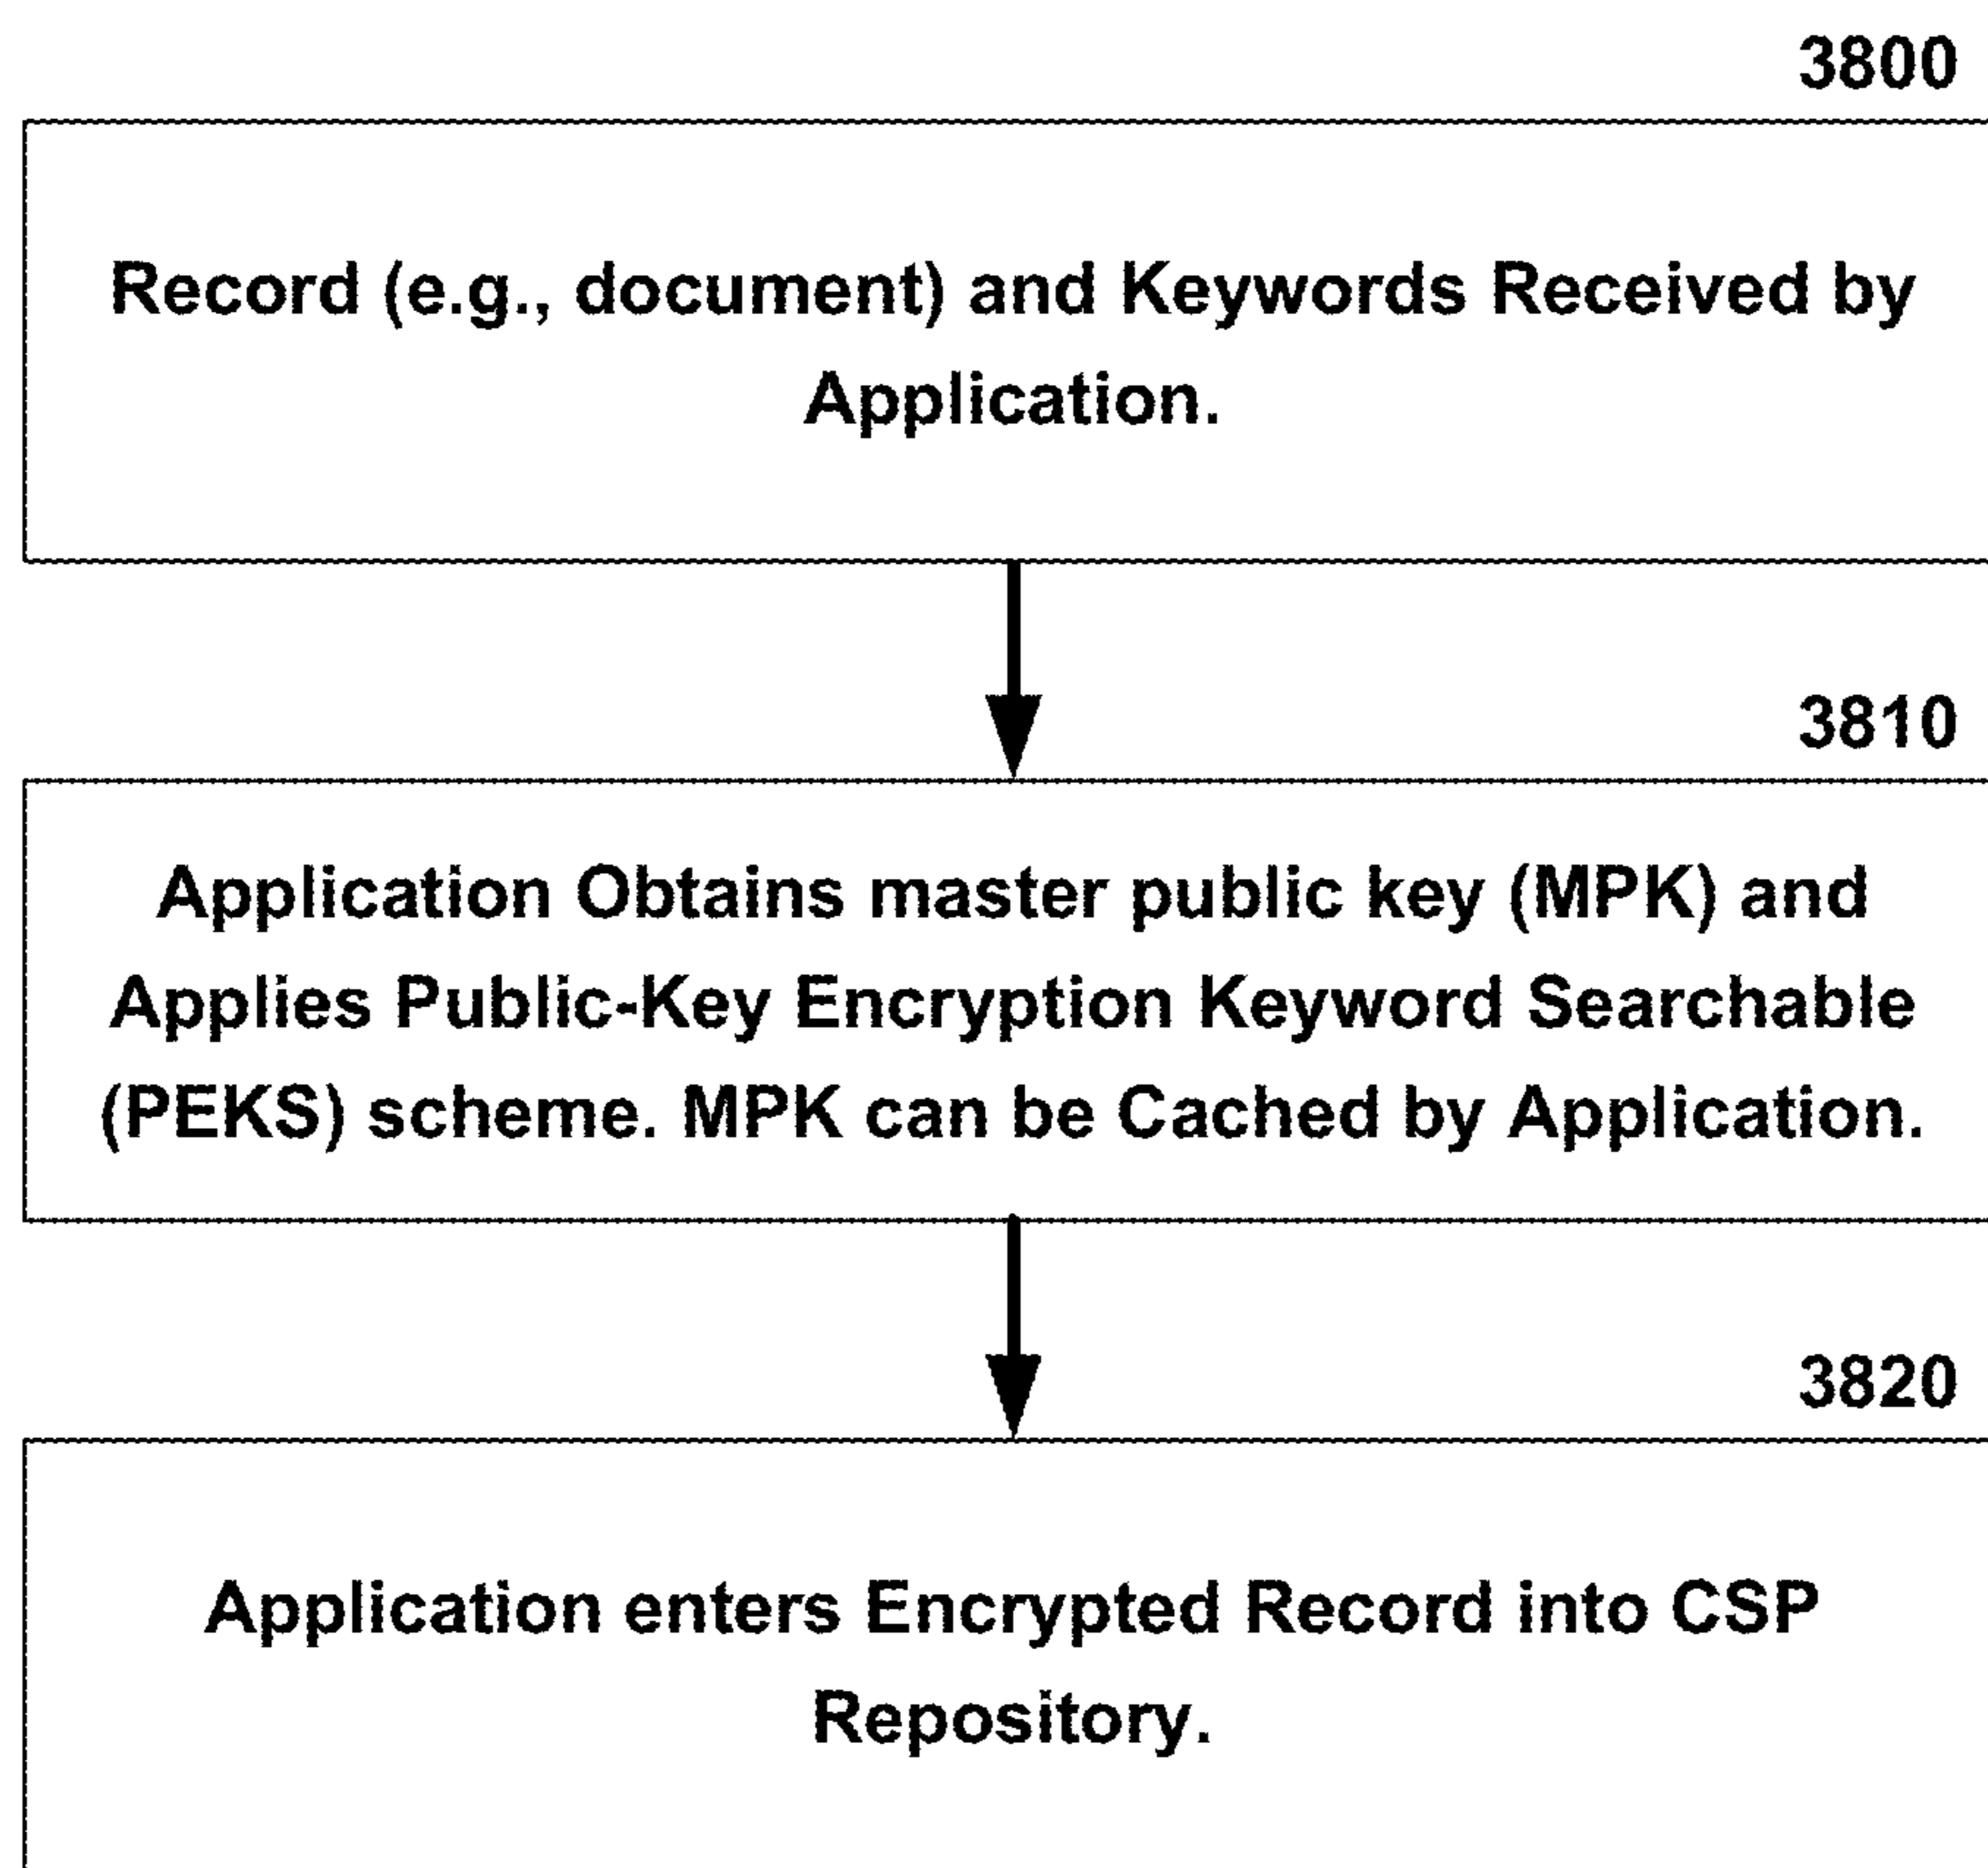 3800
Record (e.g., document) and Keywords Received by
Application.
3810
Application Obtains master public key (MPK) and
Applies Public-Key Encryption Keyword Searchable
(PEKS) scheme. MPK can be Cached by Application.
3820
Application enters Encrypted Record into CSP
Repository.